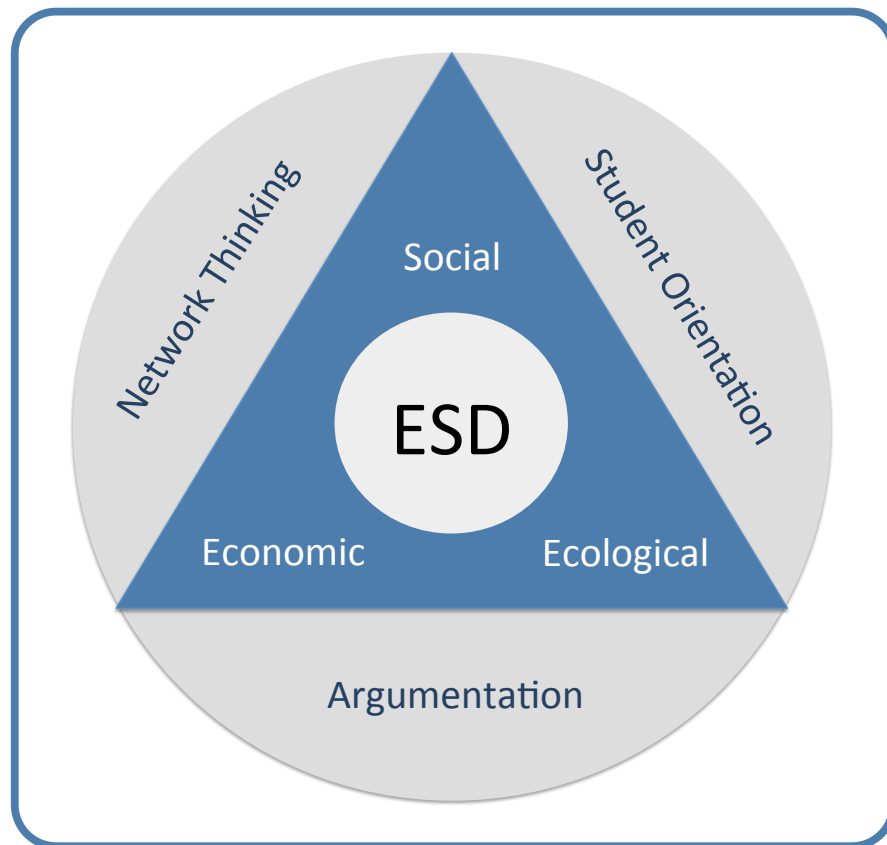 Network Thinking
Student Orientation
Social
ESD
Economic
Ecological
Argumentation